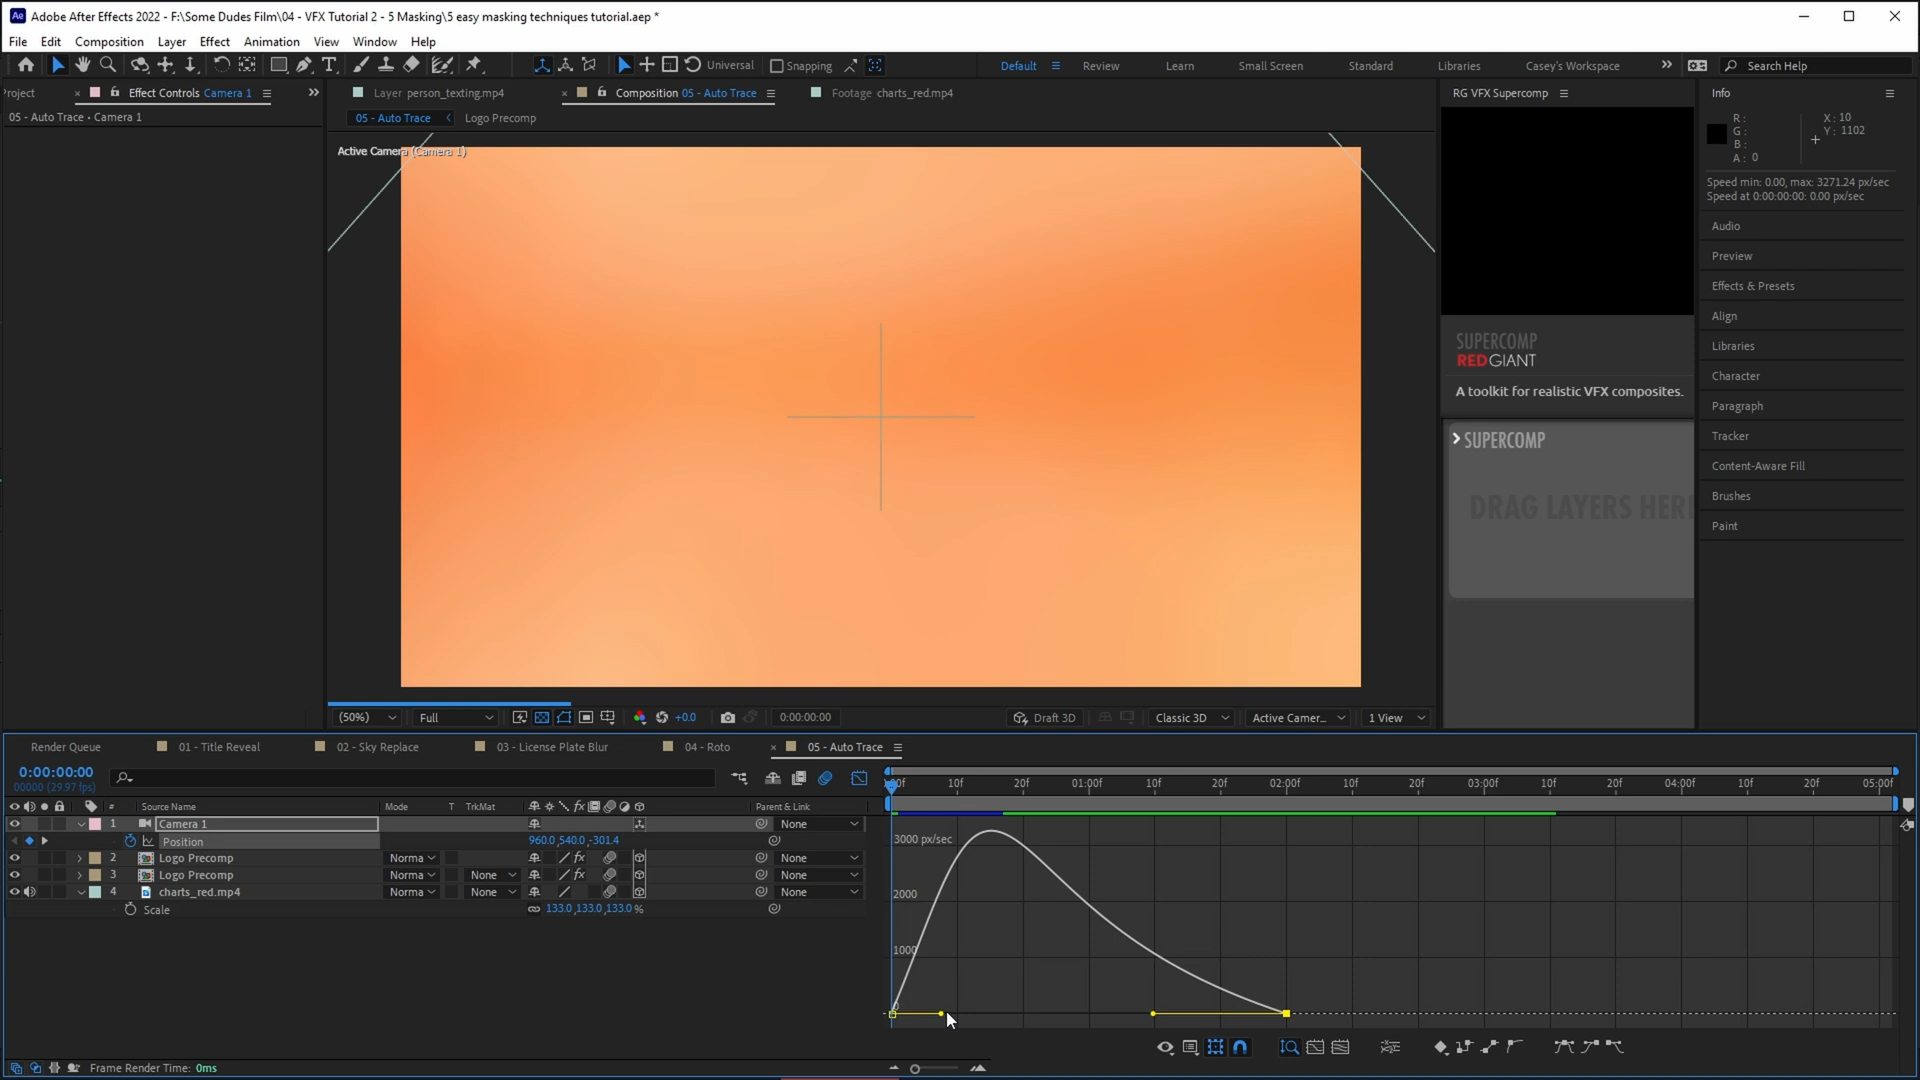 Adobe After Effects 2022 - F:\Some Dudes Film\04 - VFX Tutorial 2 - 5 Masking\5 easy masking techniques tutorial.aep *
File Edit Composition Layer Effect Animation View Window Help
Universal Snapping Default Review Learn Small Screen Standard Libraries Casey's Workspace Search Help
Project Effect Controls Camera 1 Layer person_texting.mp4 Composition 05 - Auto Trace Footage charts_red.mp4 RG VFX Supercomp Info
05 - Auto Trace • Camera 1
05 - Auto Trace Logo Precomp
Active Camera (Camera 1)
R :
G :
B :
A : 0
X : 10
Y : 1102
Speed min: 0.00, max: 3271.24 px/sec
Speed at 0:00:00:00: 0.00 px/sec
Audio
Preview
Effects & Presets
Align
Libraries
Character
Paragraph
Tracker
Content-Aware Fill
Brushes
Paint
SUPERCOMP
REDGIANT
A toolkit for realistic VFX composites.
SUPERCOMP
DRAG LAYERS HER
(50%) Full +0.0 0:00:00:00 Draft 3D Classic 3D Active Camer... 1 View
Render Queue 01 - Title Reveal 02 - Sky Replace 03 - License Plate Blur 04 - Roto 05 - Auto Trace
0:00:00:00
00000 (29.97 fps)
:00f 10f 20f 01:00f 10f 20f 02:00f 10f 20f 03:00f 10f 20f 04:00f 10f 20f 05:00f
# Source Name Mode T TrkMat fx Parent & Link
1 Camera 1 None
Position 960.0,540.0,-301.4
2 Logo Precomp Norma fx None
3 Logo Precomp Norma None fx None
4 charts_red.mp4 Norma None None
Scale 133.0,133.0,133.0 %
3000 px/sec
2000
1000
0
Frame Render Time: 0ms